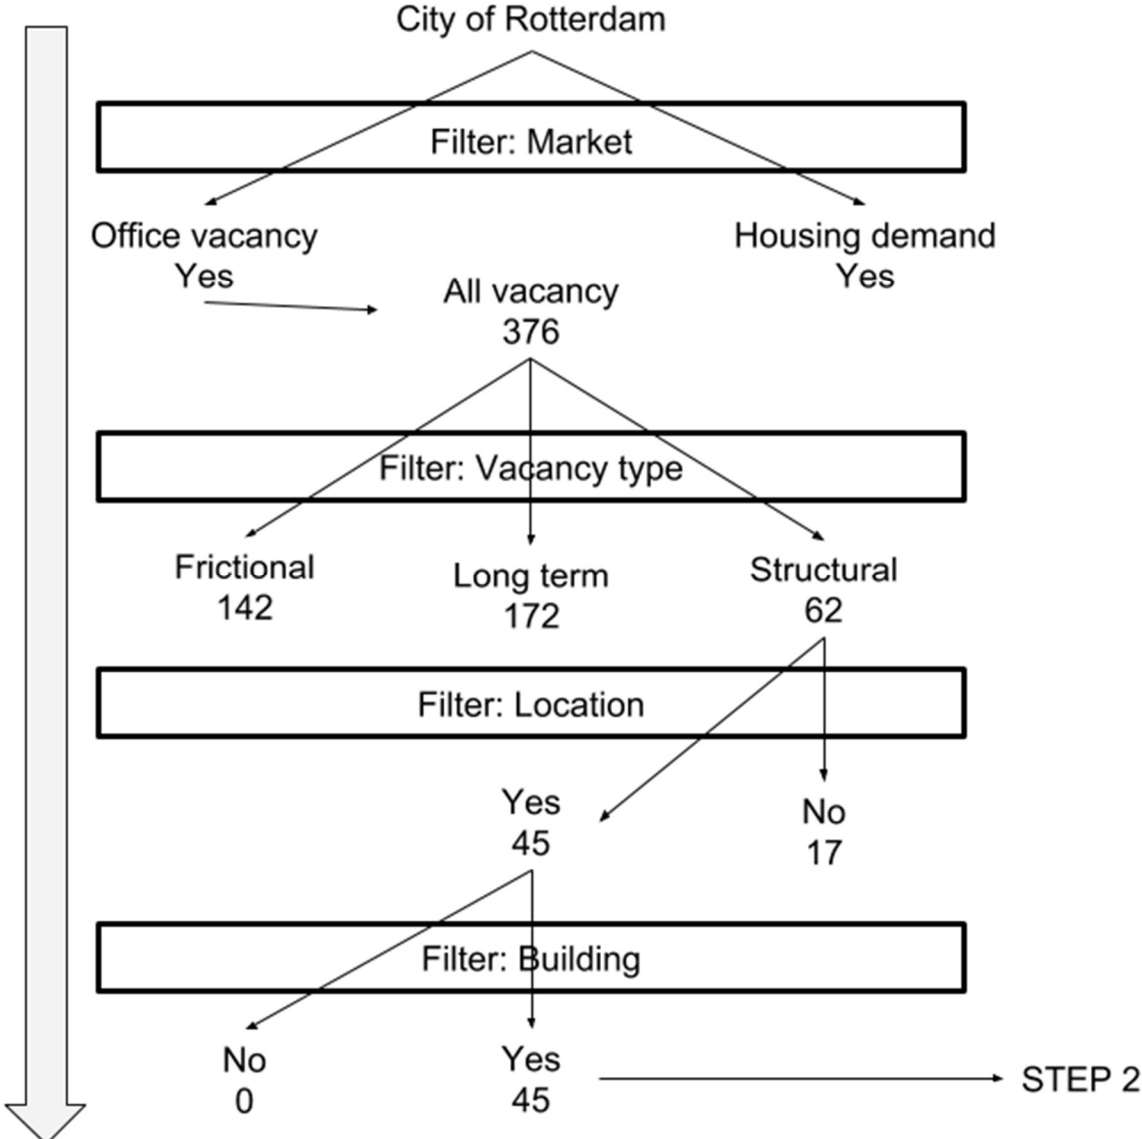 City of Rotterdam
Filter: Market
Office vacancy
Yes
Housing demand
Yes
All vacancy
376
Filter: Vacancy type
Frictional
142
Long term
172
Structural
62
Filter: Location
Yes
45
No
17
Filter: Building
No
0
Yes
45
STEP 2